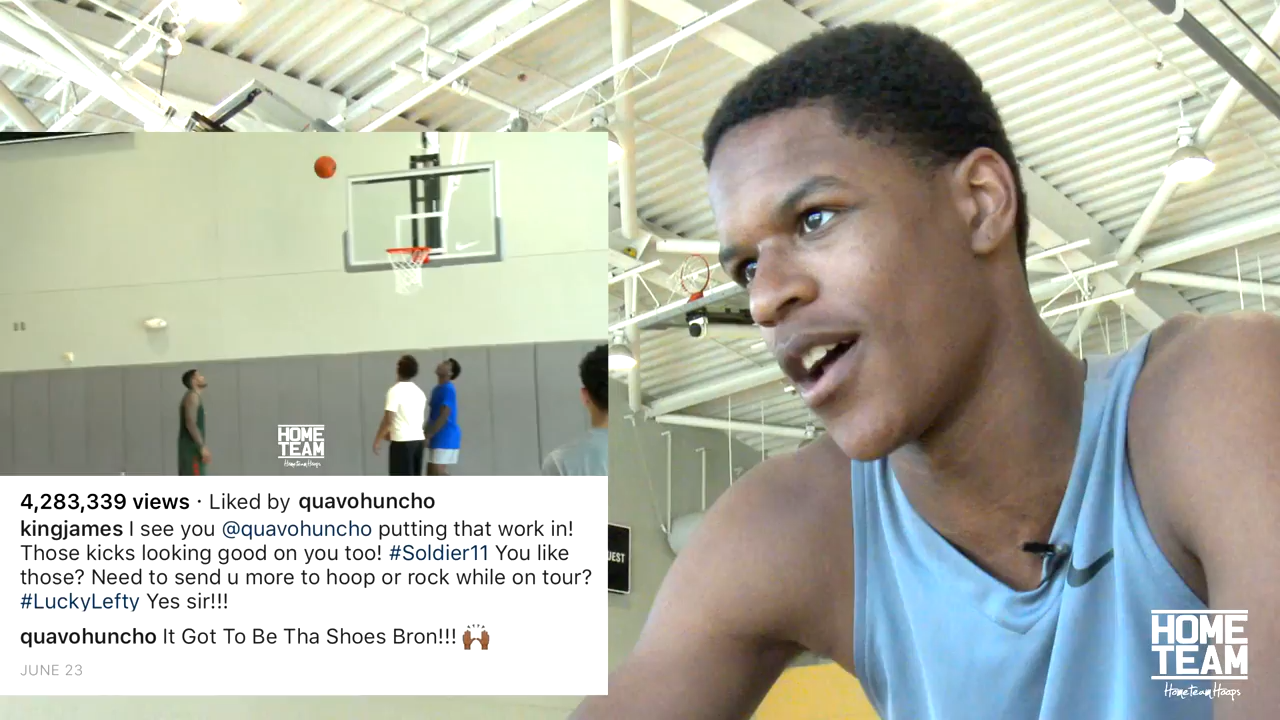 HOME
TEAM
HometeamHoops
4,283,339 views · Liked by quavohuncho
kingjames I see you @quavohuncho putting that work in!
Those kicks looking good on you too! #Soldier11 You like
those? Need to send u more to hoop or rock while on tour?
#LuckyLefty Yes sir!!!
quavohuncho It Got To Be Tha Shoes Bron!!! 🙌🏾
JUNE 23
HOME
TEAM
HometeamHoops